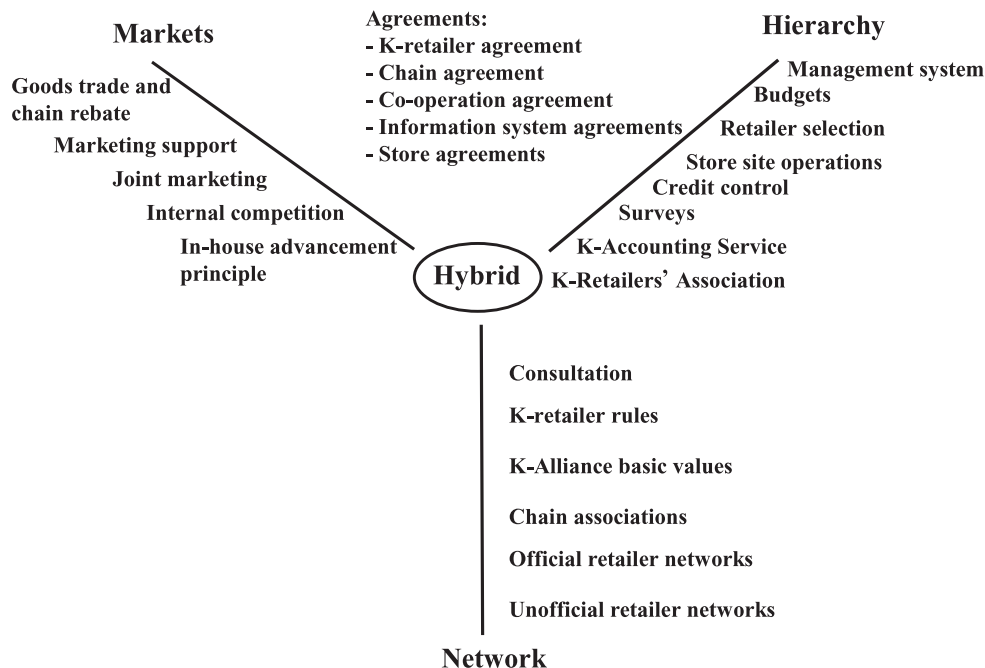 Markets
Goods trade and
chain rebate
Marketing support
Joint marketing
Internal competition
In-house advancement
principle
Agreements:
- K-retailer agreement
- Chain agreement
- Co-operation agreement
- Information system agreements
- Store agreements
Hierarchy
Management system
Budgets
Retailer selection
Store site operations
Credit control
Surveys
K-Accounting Service
K-Retailers’ Association
Hybrid
Consultation
K-retailer rules
K-Alliance basic values
Chain associations
Official retailer networks
Unofficial retailer networks
Network